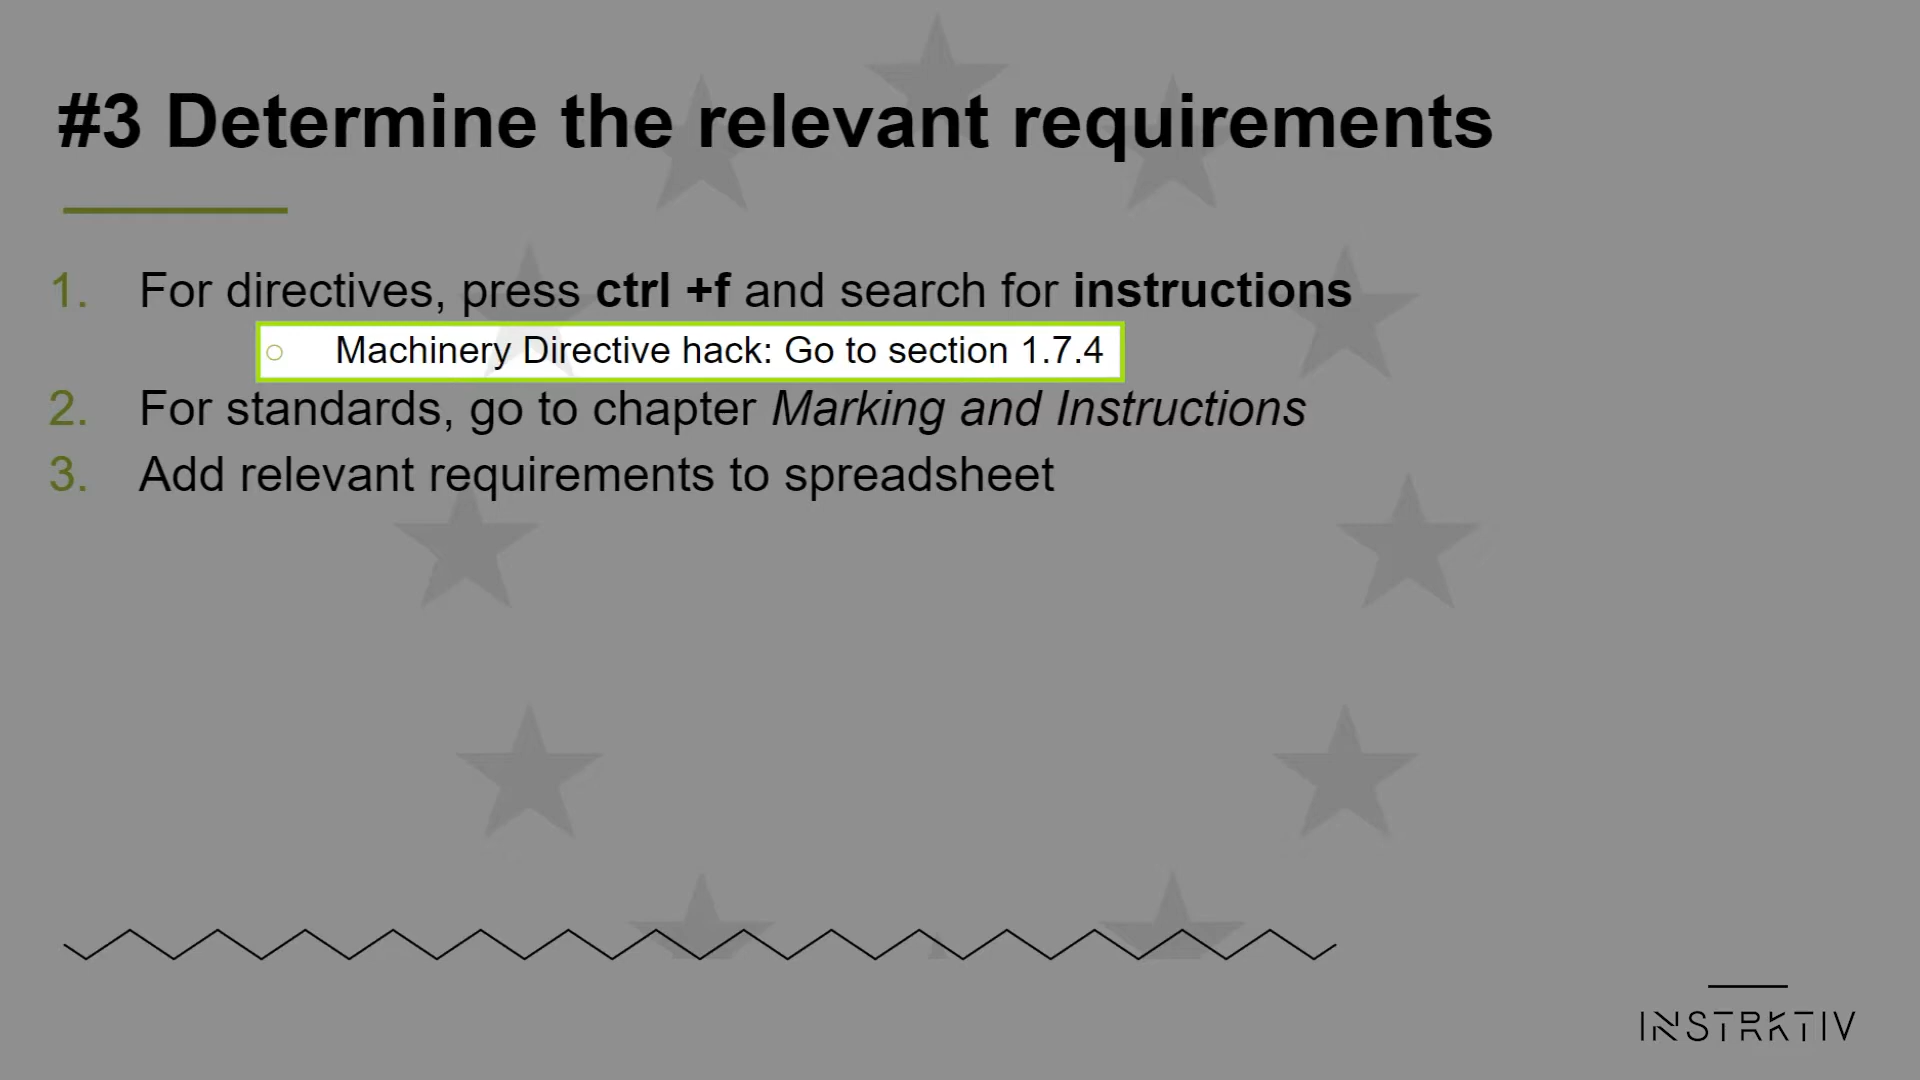 #3 Determine the relevant requirements
1. For directives, press ctrl +f and search for instructions
○ Machinery Directive hack: Go to section 1.7.4
2. For standards, go to chapter Marking and Instructions
3. Add relevant requirements to spreadsheet
INSTRKTIV